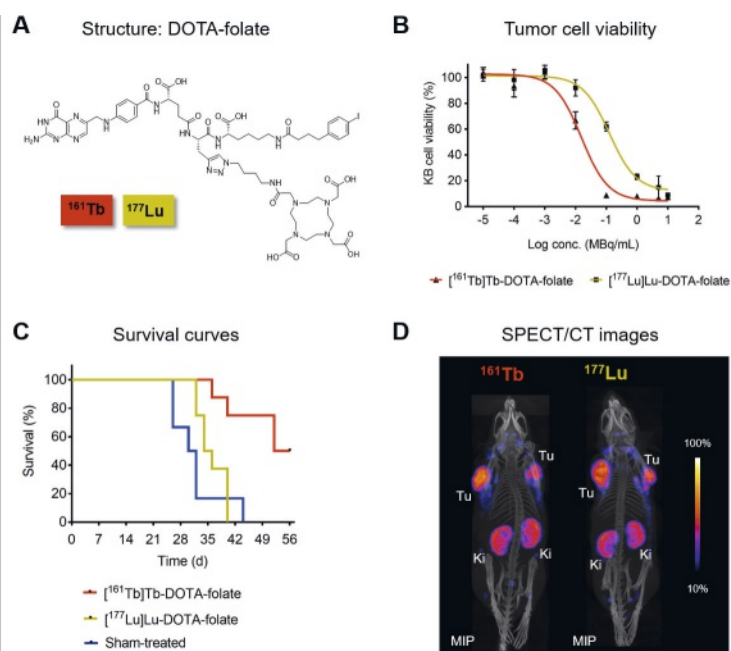 A Structure: DOTA-folate
161Tb 177Lu
B Tumor cell viability
KB cell viability (%)
100
80
60
40
20
0
-5 -4 -3 -2 -1 0 1 2
Log conc. (MBq/mL)
[161Tb]Tb-DOTA-folate [177Lu]Lu-DOTA-folate
C Survival curves
Survival (%)
100
80
60
40
20
0
0 7 14 21 28 35 42 49 56
Time (d)
[161Tb]Tb-DOTA-folate
[177Lu]Lu-DOTA-folate
Sham-treated
D SPECT/CT images
161Tb 177Lu
100%
Tu Tu
Tu Tu
Ki Ki Ki Ki
10%
MIP MIP